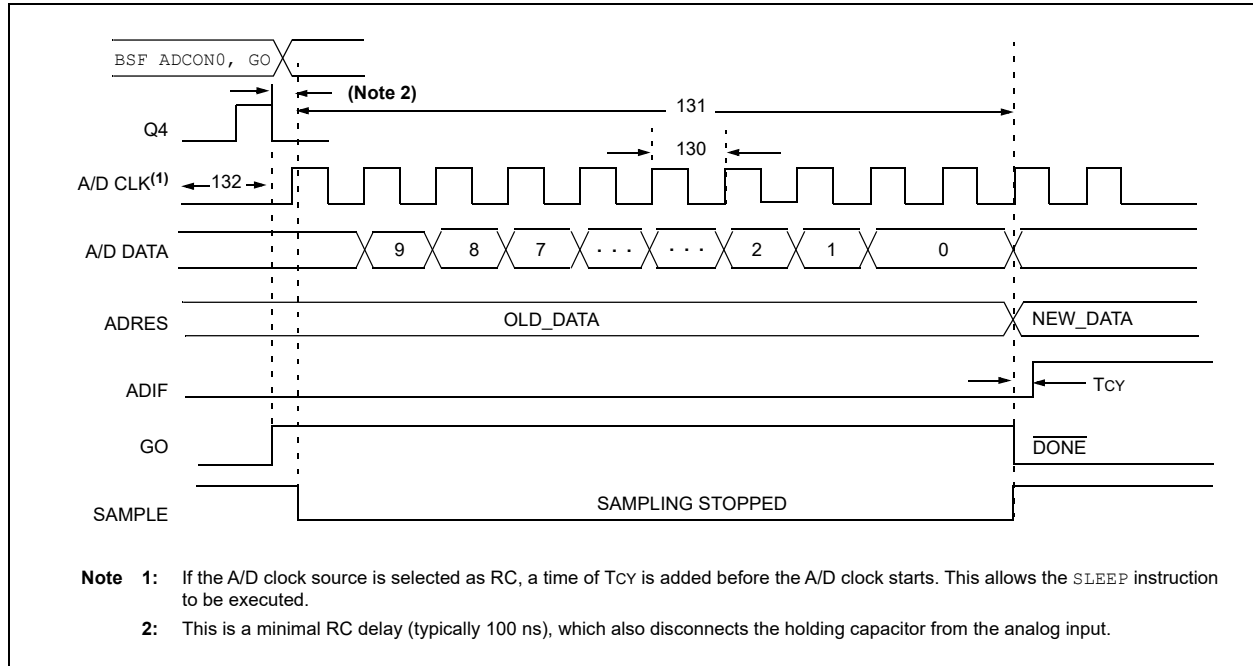 BSF ADCON0, GO
(Note 2)
131
Q4
130
A/D CLK(1)
132
A/D DATA
9 8 7 . . . . . . 2 1 0
ADRES
OLD_DATA
NEW_DATA
ADIF
TCY
GO
DONE
SAMPLE
SAMPLING STOPPED
Note 1: If the A/D clock source is selected as RC, a time of TCY is added before the A/D clock starts. This allows the SLEEP instruction
to be executed.
2: This is a minimal RC delay (typically 100 ns), which also disconnects the holding capacitor from the analog input.